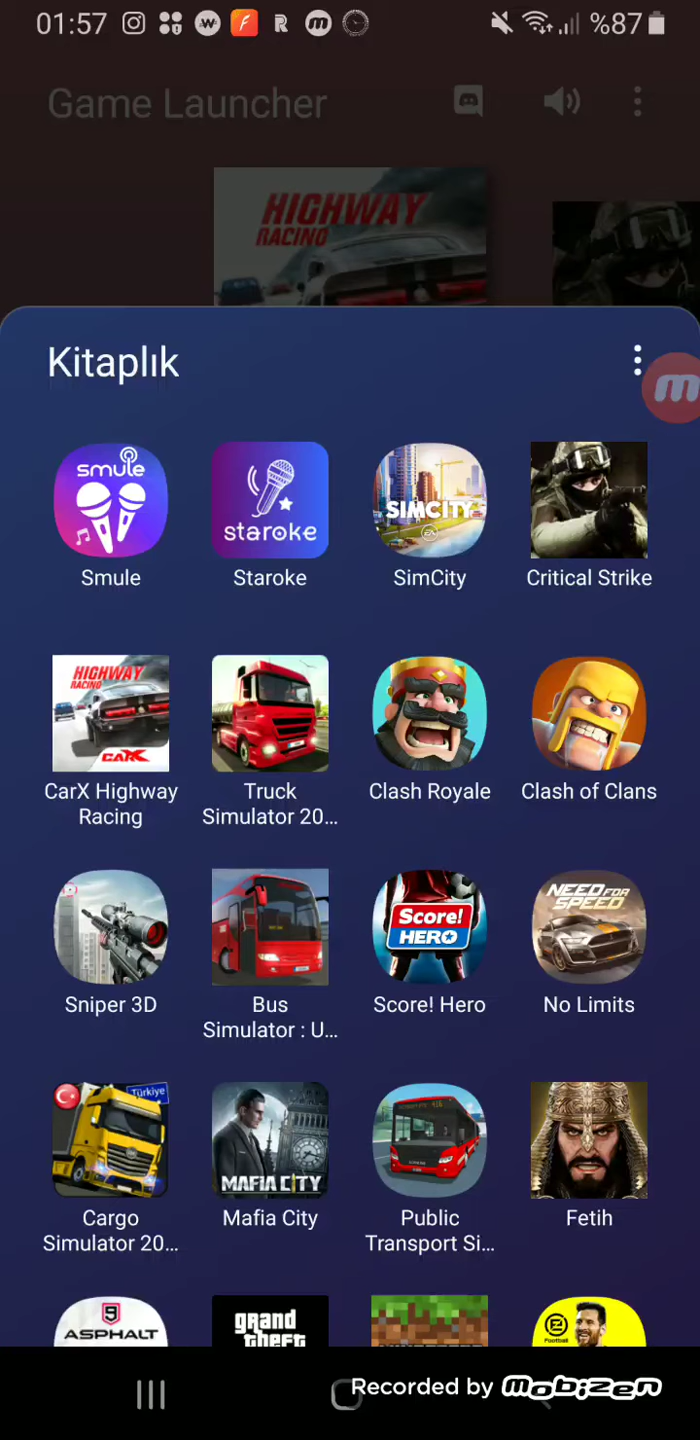 01:57 %87
Game Launcher
HIGHWAY
RACING
Kitaplık
smule
staroke
SIMCITY
EA
Smule
Staroke
SimCity
Critical Strike
HIGHWAY
RACING
CarX
CarX Highway
Racing
Truck
Simulator 20...
Clash Royale
Clash of Clans
Score!
HERO
NEED FOR
SPEED
Sniper 3D
Bus
Simulator : U...
Score! Hero
No Limits
Türkiye
MAFIA CITY
Cargo
Simulator 20...
Mafia City
Public
Transport Si...
Fetih
9
ASPHALT
grand
theft
Football
Recorded by mobizen